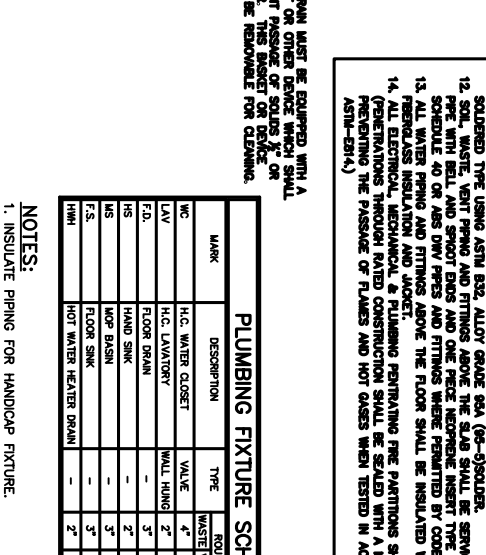 SOLDERED TYPE USING ASTM B32, ALLOY GRADE 95A (95-5)SOLDER.
12. SOIL, WASTE, VENT PIPING AND FITTINGS ABOVE THE SLAB SHALL BE
PIPE WITH BELL AND SPIGOT ENDS AND ONE PIECE NEOPRENE INSERT TYPE
SCHEDULE 40 OR ABS DWV PIPES AND FITTINGS WHERE PERMITTED BY CODE
13. ALL WATER PIPING AND FITTINGS ABOVE THE FLOOR SHALL BE INSULATED
FIBERGLASS INSULATION AND JACKET.
14. ALL ELECTRICAL, MECHANICAL & PLUMBING PENTRATING FIRE PARTITIONS
(PENETRATIONS THROUGH RATED CONSTRUCTION SHALL BE SEALED WITH A
PREVENTING THE PASSAGE OF FLAMES AND HOT GASES WHEN TESTED IN
ASTM-E814.)
MUST BE EQUIPPED WITH A
OR OTHER DEVICE WHICH SHALL
PASSAGE OF SOLIDS OR
THIS BASKET OR DEVICE
BE REMOVABLE FOR CLEANING.
PLUMBING FIXTURE
MARK DESCRIPTION TYPE WASTE
WC H.C. WATER CLOSET VALVE 4"
LAV H.C. LAVATORY WALL HUNG 2"
F.D. FLOOR DRAIN - 3"
HS HAND SINK - 2"
MS MOP BASIN - 3"
F.S. FLOOR SINK - 3"
HWH HOT WATER HEATER DRAIN - 2"
NOTES:
1. INSULATE PIPING FOR HANDICAP FIXTURE.